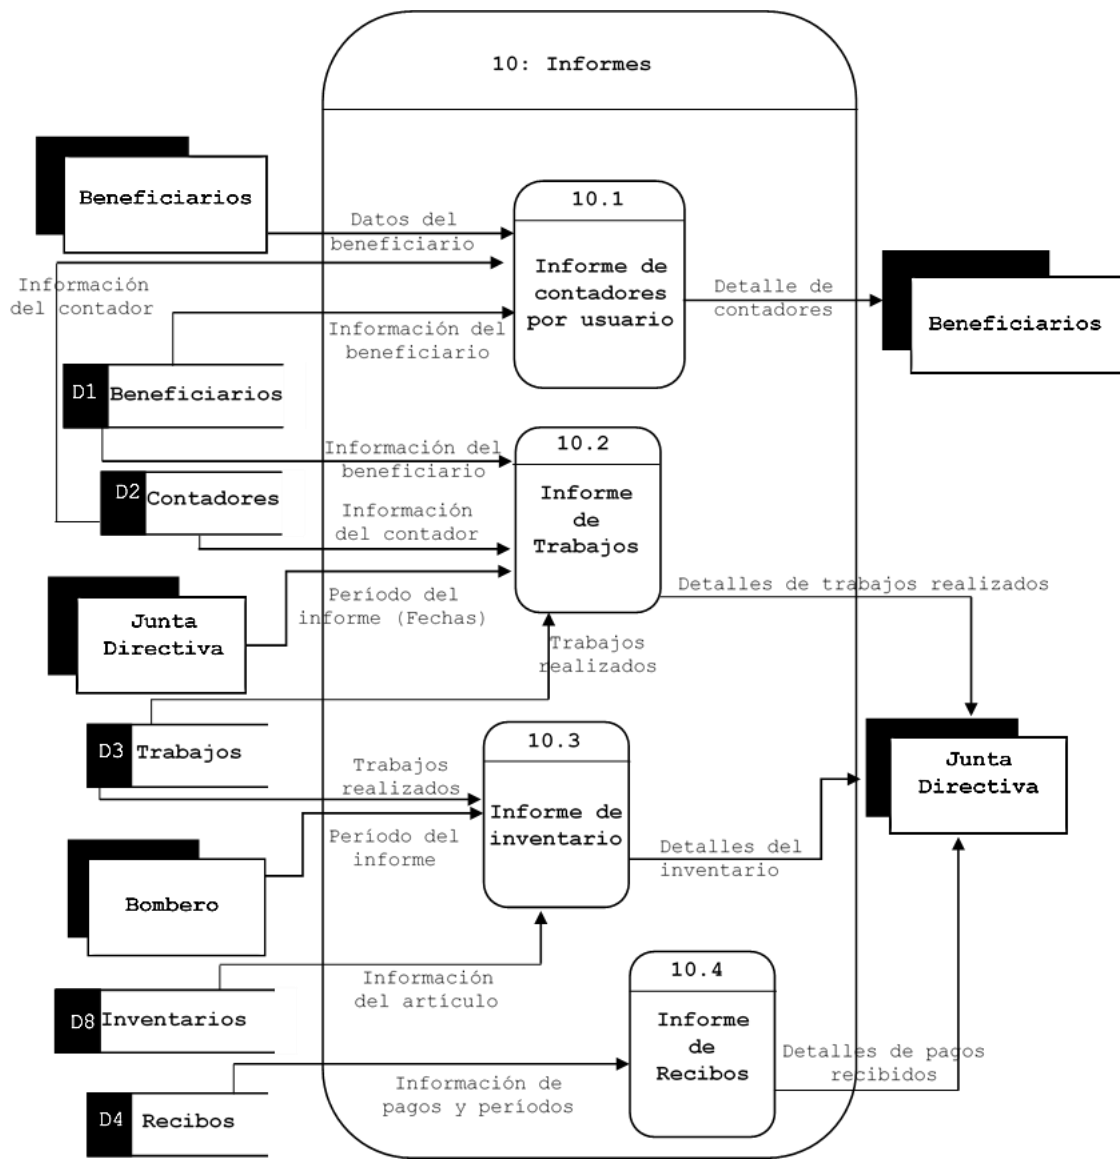 10: Informes
Beneficiarios
10.1
Datos del
beneficiario
Informe de
contadores
por usuario
Información
del contador
Detalle de
contadores
Beneficiarios
Información del
beneficiario
D1
Beneficiarios
10.2
Información del
beneficiario
D2
Contadores
Informe
de
Trabajos
Información
del contador
Detalles de trabajos realizados
Período del
informe (Fechas)
Junta
Directiva
Trabajos
realizados
D3
Trabajos
10.3
Trabajos
realizados
Informe de
inventario
Junta
Directiva
Período del
informe
Detalles del
inventario
Bombero
10.4
Información
del artículo
D8
Inventarios
Informe
de
Recibos
Detalles de pagos
recibidos
Información de
pagos y períodos
D4
Recibos